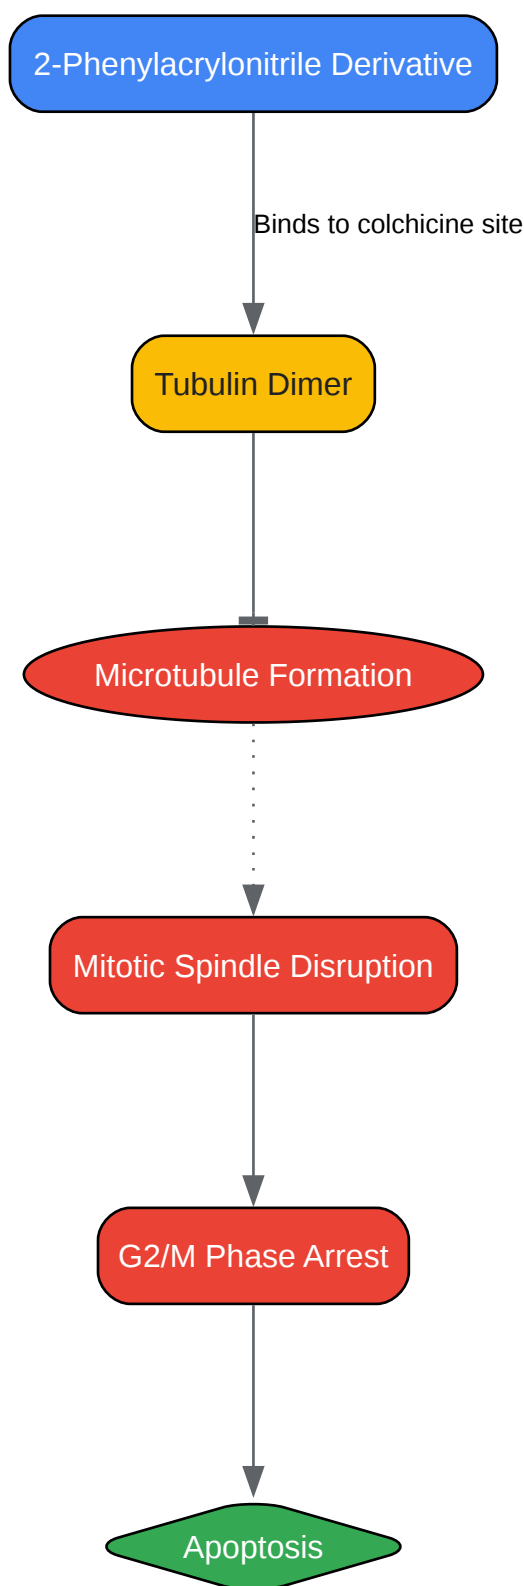 2-Phenylacrylonitrile Derivative
Binds to colchicine site
Tubulin Dimer
Microtubule Formation
Mitotic Spindle Disruption
G2/M Phase Arrest
Apoptosis